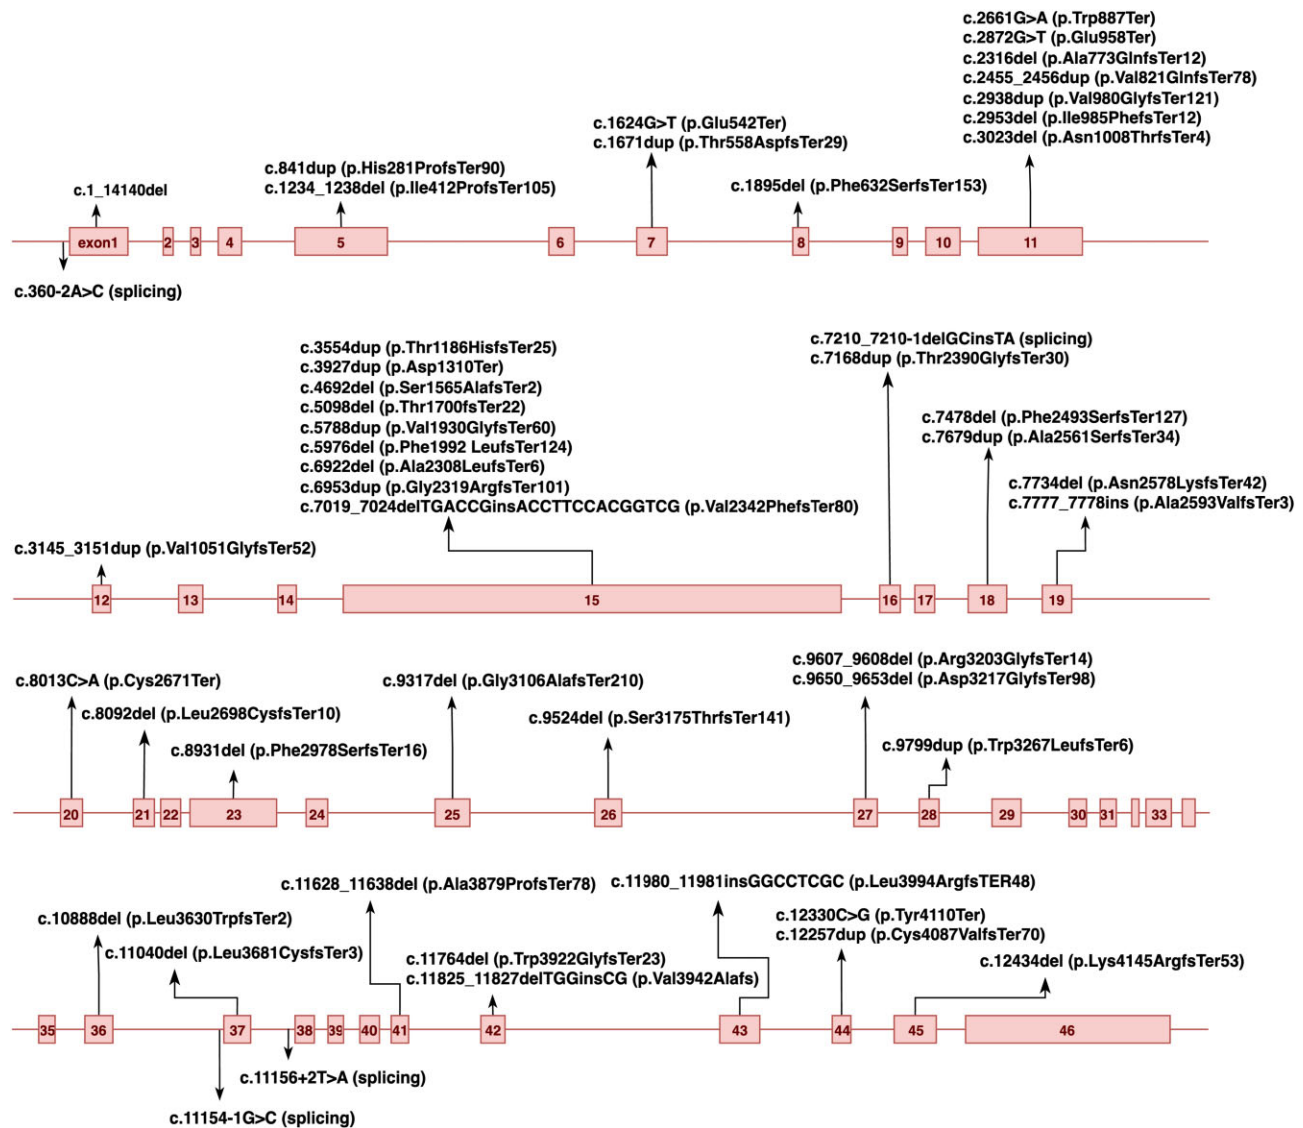 c.2661G>A (p.Trp887Ter)
c.2872G>T (p.Glu958Ter)
c.2316del (p.Ala773GlnfsTer12)
c.2455_2456dup (p.Val821GlnfsTer78)
c.2938dup (p.Val980GlyfsTer121)
c.2953del (p.Ile985PhefsTer12)
c.3023del (p.Asn1008ThrfsTer4)
c.1624G>T (p.Glu542Ter)
c.1671dup (p.Thr558AspfsTer29)
c.841dup (p.His281ProfsTer90)
c.1234_1238del (p.Ile412ProfsTer105)
c.1895del (p.Phe632SerfsTer153)
c.1_14140del
exon1 2 3 4 5 6 7 8 9 10 11
c.360-2A>C (splicing)
c.7210_7210-1delGCinsTA (splicing)
c.7168dup (p.Thr2390GlyfsTer30)
c.3554dup (p.Thr1186HisfsTer25)
c.3927dup (p.Asp1310Ter)
c.4692del (p.Ser1565AlafsTer2)
c.5098del (p.Thr1700fsTer22)
c.5788dup (p.Val1930GlyfsTer60)
c.5976del (p.Phe1992 LeufsTer124)
c.6922del (p.Ala2308LeufsTer6)
c.6953dup (p.Gly2319ArgfsTer101)
c.7019_7024delTGACCGinsACCTTCCACGGTCG (p.Val2342PhefsTer80)
c.7478del (p.Phe2493SerfsTer127)
c.7679dup (p.Ala2561SerfsTer34)
c.7734del (p.Asn2578LysfsTer42)
c.7777_7778ins (p.Ala2593ValfsTer3)
c.3145_3151dup (p.Val1051GlyfsTer52)
12 13 14 15 16 17 18 19
c.9607_9608del (p.Arg3203GlyfsTer14)
c.9650_9653del (p.Asp3217GlyfsTer98)
c.8013C>A (p.Cys2671Ter)
c.9317del (p.Gly3106AlafsTer210)
c.8092del (p.Leu2698CysfsTer10)
c.9524del (p.Ser3175ThrfsTer141)
c.8931del (p.Phe2978SerfsTer16)
c.9799dup (p.Trp3267LeufsTer6)
20 21 22 23 24 25 26 27 28 29 30 31 33
c.11628_11638del (p.Ala3879ProfsTer78)
c.11980_11981insGGCCTCGC (p.Leu3994ArgfsTER48)
c.10888del (p.Leu3630TrpfsTer2)
c.12330C>G (p.Tyr4110Ter)
c.12257dup (p.Cys4087ValfsTer70)
c.11040del (p.Leu3681CysfsTer3)
c.11764del (p.Trp3922GlyfsTer23)
c.11825_11827delTGGinsCG (p.Val3942Alafs)
c.12434del (p.Lys4145ArgfsTer53)
35 36 37 38 39 40 41 42 43 44 45 46
c.11156+2T>A (splicing)
c.11154-1G>C (splicing)